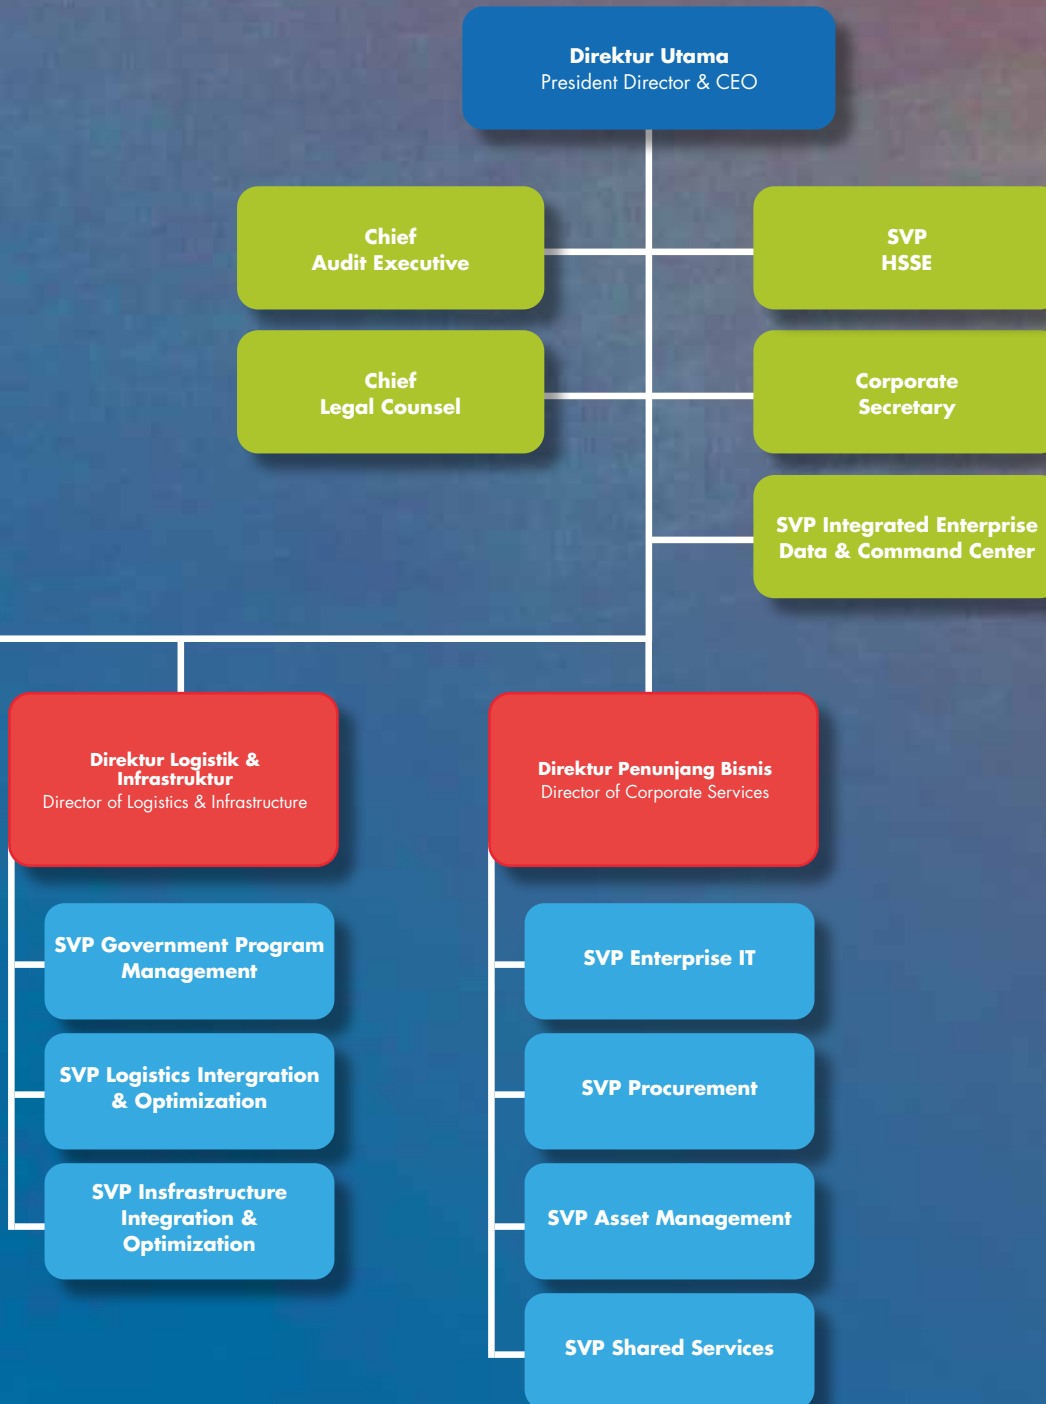 Direktur Utama
President Director & CEO
Chief
Audit Executive
SVP
HSSE
Chief
Legal Counsel
Corporate
Secretary
SVP Integrated Enterprise
Data & Command Center
Direktur Logistik &
Infrastruktur
Director of Logistics & Infrastructure
Direktur Penunjang Bisnis
Director of Corporate Services
SVP Government Program
Management
SVP Logistics Intergration
& Optimization
SVP Insfrastructure
Integration &
Optimization
SVP Enterprise IT
SVP Procurement
SVP Asset Management
SVP Shared Services